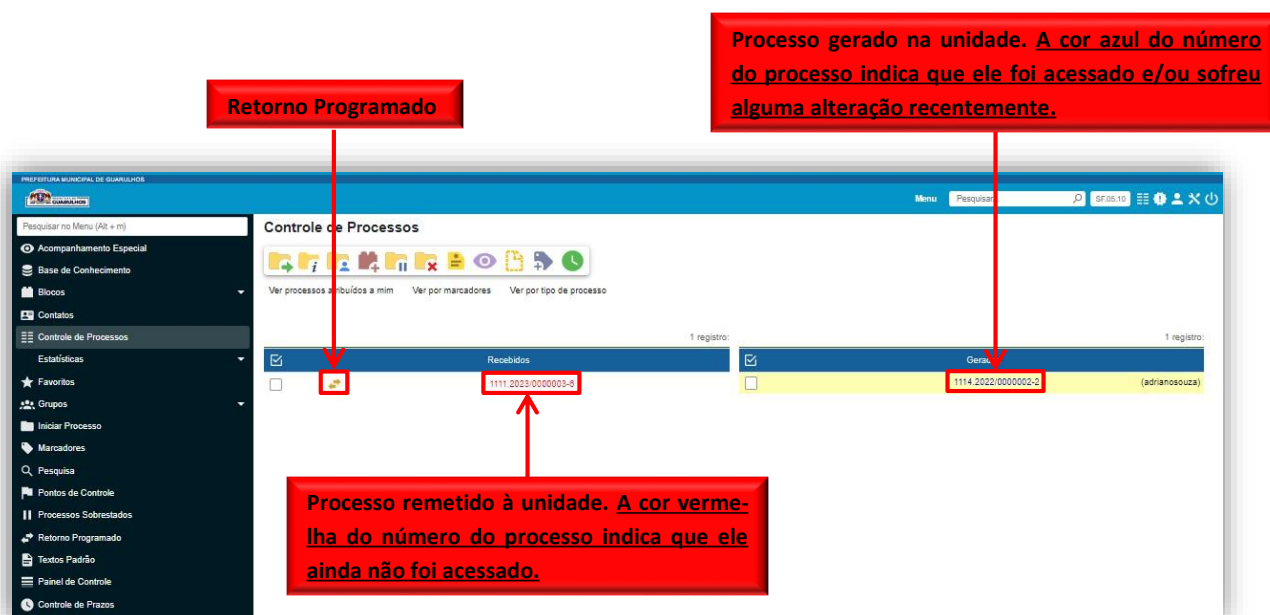 Processo gerado na unidade. A cor azul do número
do processo indica que ele foi acessado e/ou sofreu
alguma alteração recentemente.
Retorno Programado
PREFEITURA MUNICIPAL DE GUARULHOS
GUARULHOS
Menu
Pesquisar
SF.05.10
Pesquisar no Menu (Alt + m)
Acompanhamento Especial
Base de Conhecimento
Blocos
Contatos
Controle de Processos
Estatísticas
Favoritos
Grupos
Iniciar Processo
Marcadores
Pesquisa
Pontos de Controle
Processos Sobrestados
Retorno Programado
Textos Padrão
Painel de Controle
Controle de Prazos
Controle de Processos
Ver processos atribuídos a mim Ver por marcadores Ver por tipo de processo
1 registro:
Recebidos
1111.2023/0000003-6
1 registro:
1114.2022/0000002-2 (adrianosouza)
Processo remetido à unidade. A cor verme-
lha do número do processo indica que ele
ainda não foi acessado.